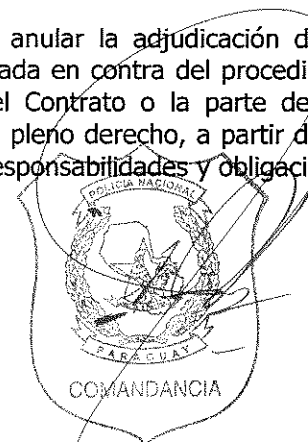 anular la adjudicación d
ada en contra del procedi
el Contrato o la parte de
pleno derecho, a partir d
esponsabilidades y obligaci
POLICIA NACIONAL
PARAGUAY
COMANDANCIA